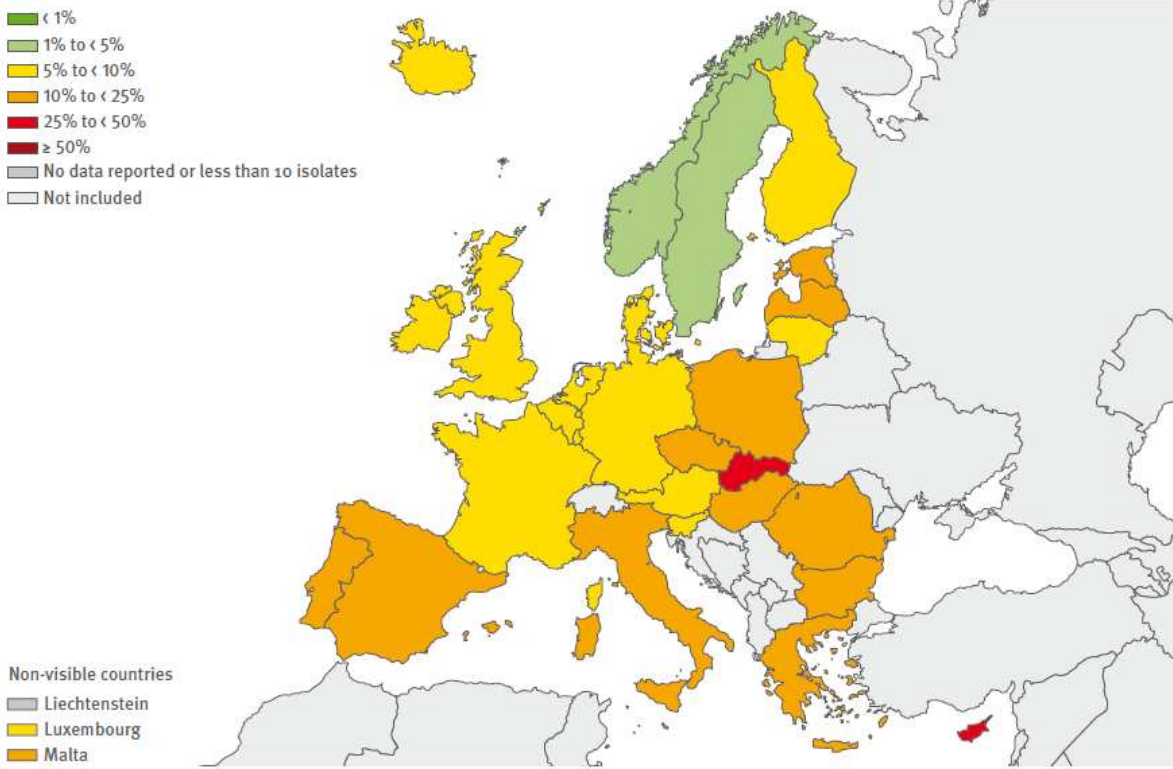 < 1%
1% to < 5%
5% to < 10%
10% to < 25%
25% to < 50%
≥ 50%
No data reported or less than 10 isolates
Not included
Non-visible countries
Liechtenstein
Luxembourg
Malta